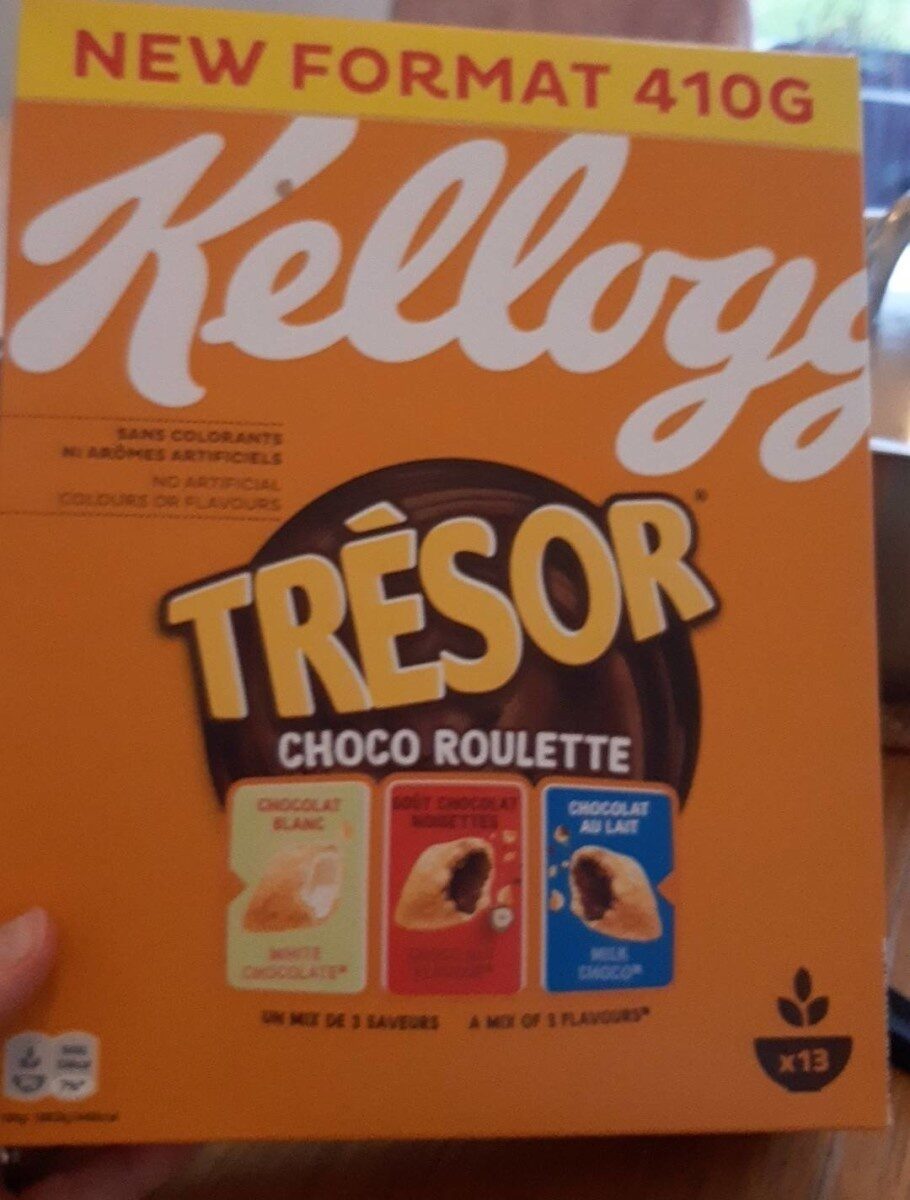 NEW FORMAT 410G
Kellogg
SANS COLORANTS
NI ARÔMES ARTIFICIELS
NO ARTIFICIAL
COLOURS OR FLAVOURS
TRÉSOR®
CHOCO ROULETTE
CHOCOLAT
BLANC
WHITE
CHOCOLATE*
GOÛT CHOCOLAT
NOISETTES
CHOCOLAT
AU LAIT
MILK
CHOCO*
UN MIX DE 3 SAVEURS
A MIX OF 3 FLAVOURS*
x13